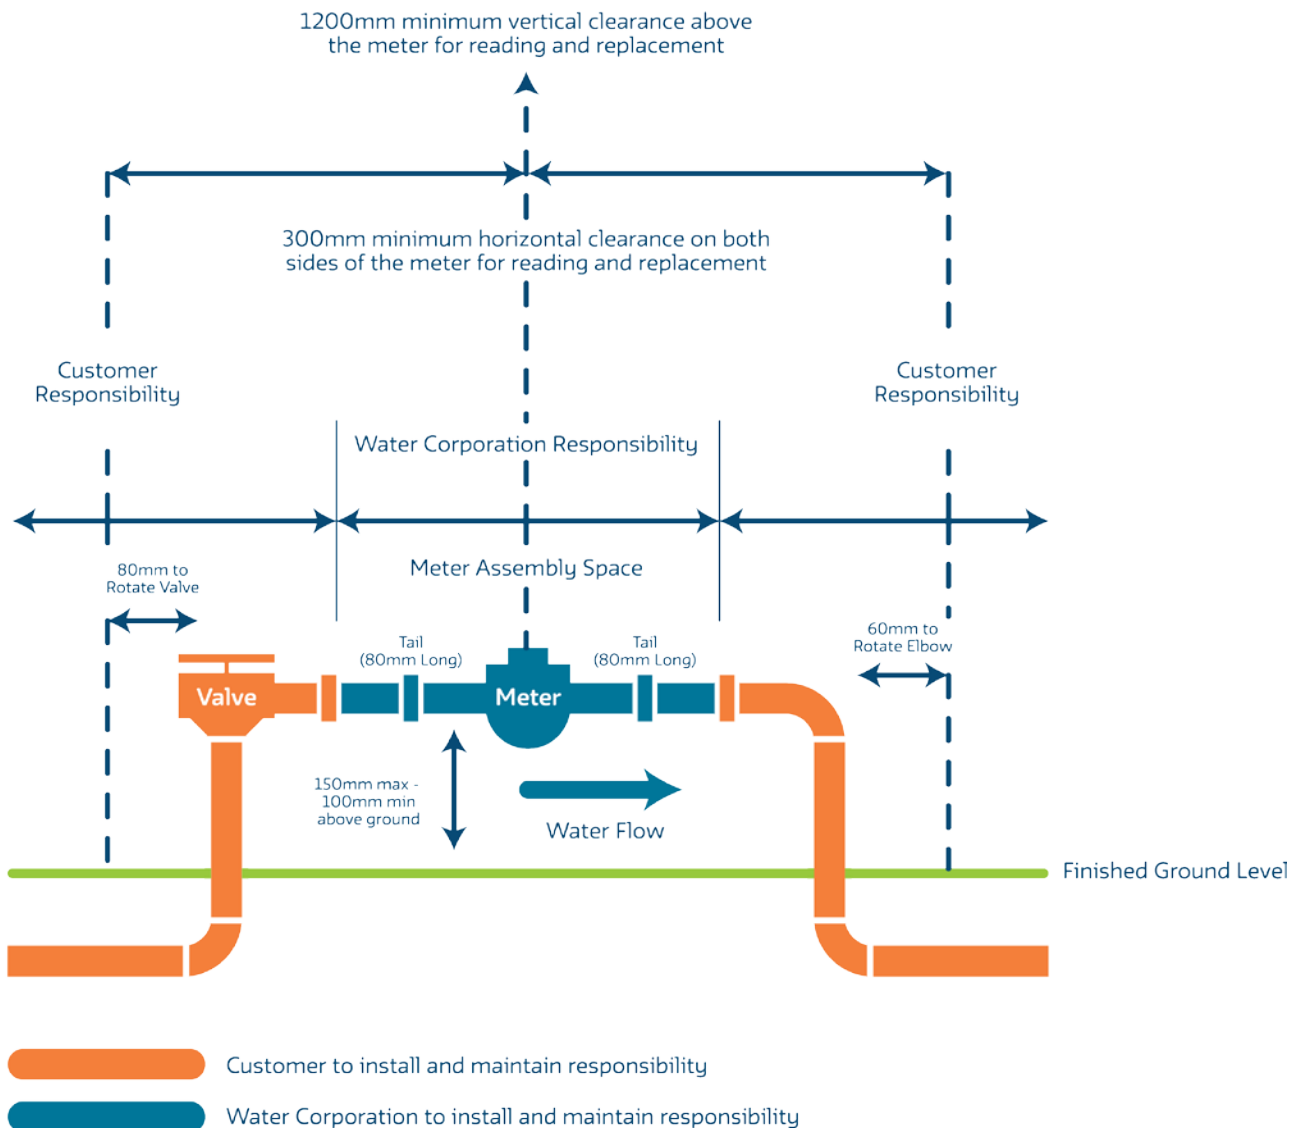 1200mm minimum vertical clearance above
the meter for reading and replacement
300mm minimum horizontal clearance on both
sides of the meter for reading and replacement
Customer
Responsibility
Customer
Responsibility
Water Corporation Responsibility
80mm to
Rotate Valve
Meter Assembly Space
Tail
(80mm Long)
Tail
(80mm Long)
60mm to
Rotate Elbow
Valve
Meter
150mm max -
100mm min
above ground
Water Flow
Finished Ground Level
Customer to install and maintain responsibility
Water Corporation to install and maintain responsibility